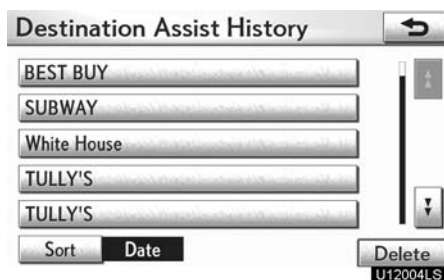 Destination Assist History
BEST BUY
SUBWAY
White House
TULLY'S
TULLY'S
Sort Date Delete
U12004LS